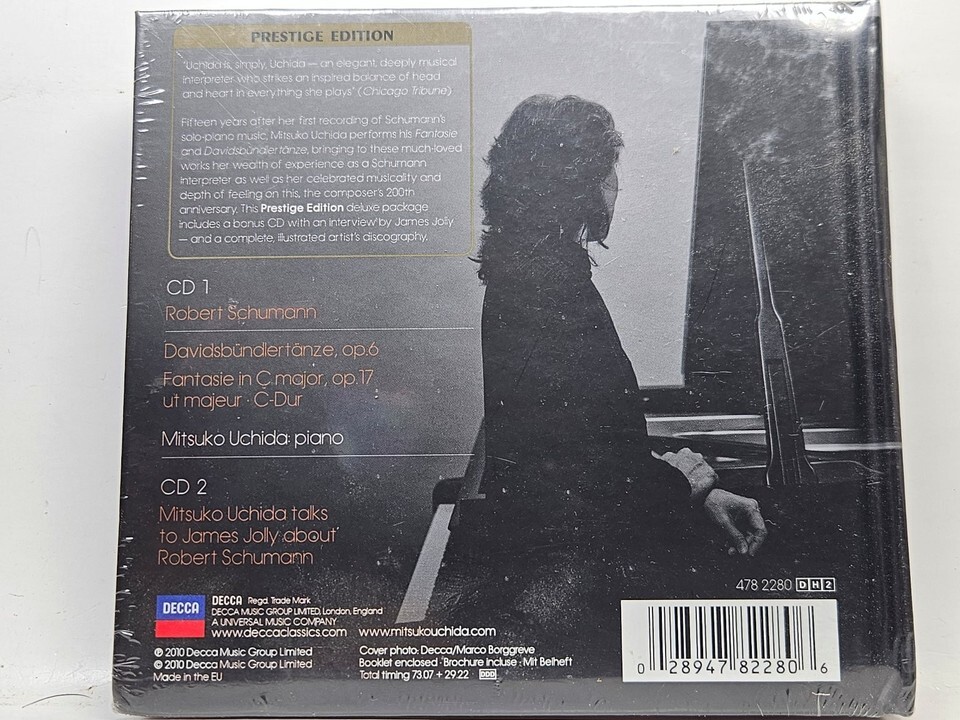 PRESTIGE EDITION
'Uchida is, simply, Uchida — an elegant, deeply musical
interpreter who strikes an inspired balance of head
and heart in everything she plays' (Chicago Tribune)
Fifteen years after her first recording of Schumann's
solo-piano music, Mitsuko Uchida performs his Fantasie
and Davidsbündlertänze, bringing to these much-loved
works her wealth of experience as a Schumann
interpreter as well as her celebrated musicality and
depth of feeling on this, the composer's 200th
anniversary. This Prestige Edition deluxe package
includes a bonus CD with an interview by James Jolly
— and a complete, illustrated artist's discography.
CD 1
Robert Schumann
Davidsbündlertänze, op.6
Fantasie in C major, op.17
ut majeur · C-Dur
Mitsuko Uchida: piano
CD 2
Mitsuko Uchida talks
to James Jolly about
Robert Schumann
478 2280 DH2
DECCA
DECCA Regd. Trade Mark
DECCA MUSIC GROUP LIMITED, London, England
A UNIVERSAL MUSIC COMPANY
www.deccaclassics.com www.mitsukouchida.com
℗ 2010 Decca Music Group Limited
© 2010 Decca Music Group Limited
Made in the EU
Cover photo: Decca/Marco Borggreve
Booklet enclosed · Brochure incluse · Mit Beiheft
Total timing 73.07 + 29.22 DDD
0 28947 82280 6